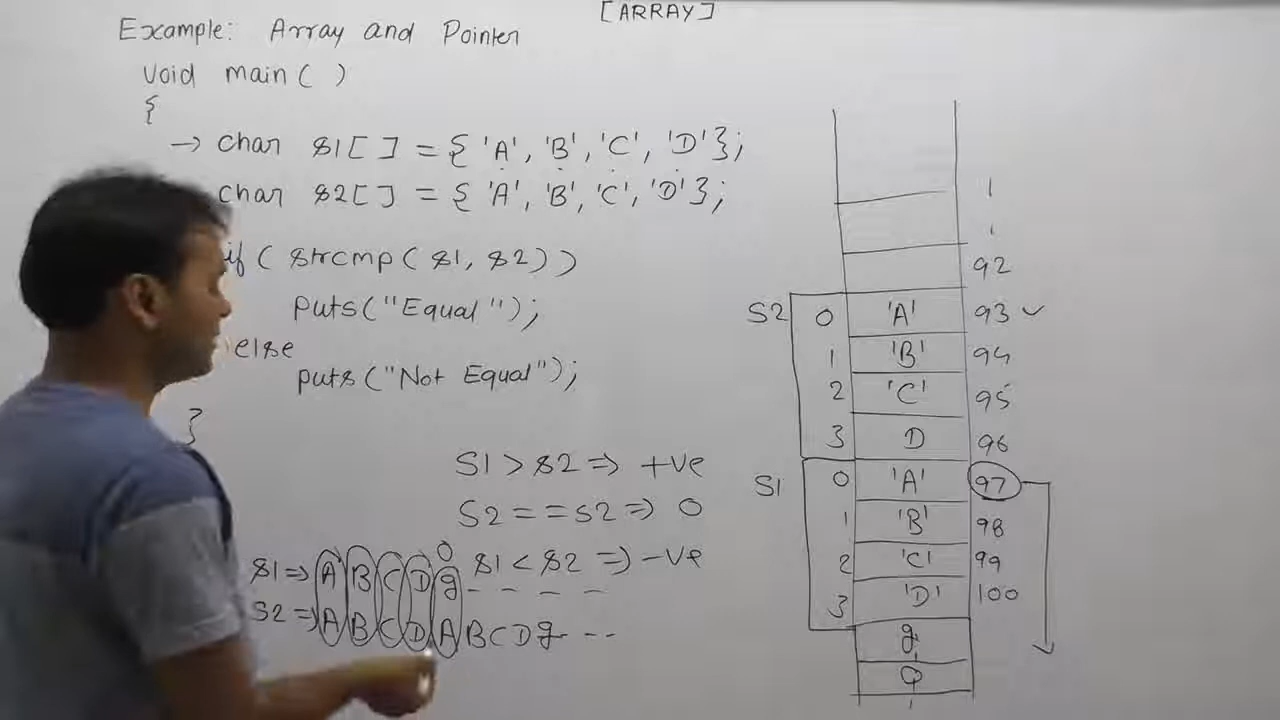 [ARRAY]
Example: Array and Pointer
void main( )
{
→ char s1[ ] = { 'A', 'B', 'C', 'D'};
char s2[ ] = { 'A', 'B', 'C', 'D'};
if ( strcmp( s1, s2))
puts("Equal");
else
puts("Not Equal");
}
S1 > s2 => +ve
S2 == s2 => 0
s1 < s2 => -ve
0
s1 => A B C D g - - - -
S2 => A B C D A B C D g - -
92
S2 0 'A' 93 ✓
1 'B' 94
2 'C' 95
3 D 96
S1 0 'A' 97
1 'B' 98
2 'C' 99
3 'D' 100
g